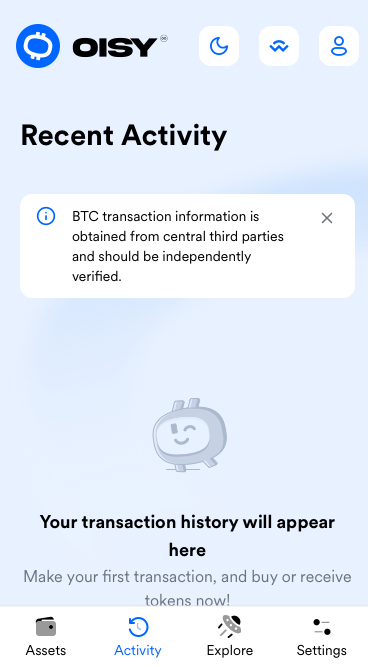 OISY
Recent Activity
BTC transaction information is
obtained from central third parties
and should be independently
verified.
Your transaction history will appear
here
Make your first transaction, and buy or receive
tokens now!
Assets
Activity
Explore
Settings